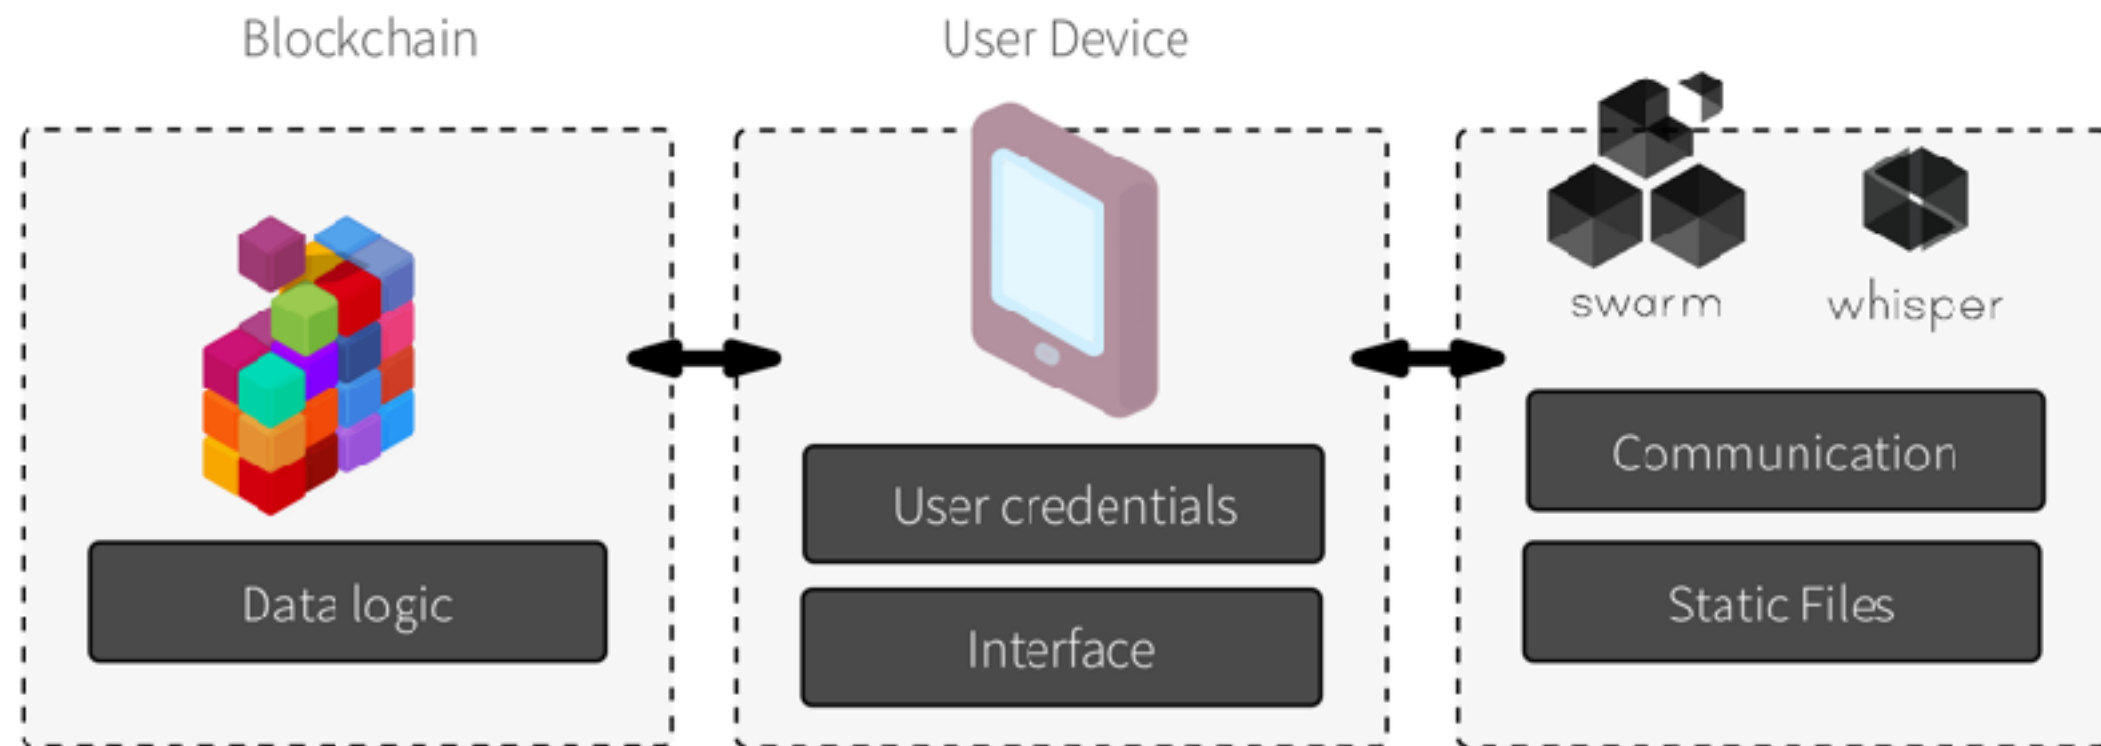 Blockchain
User Device
swarm
whisper
Data logic
User credentials
Interface
Communication
Static Files